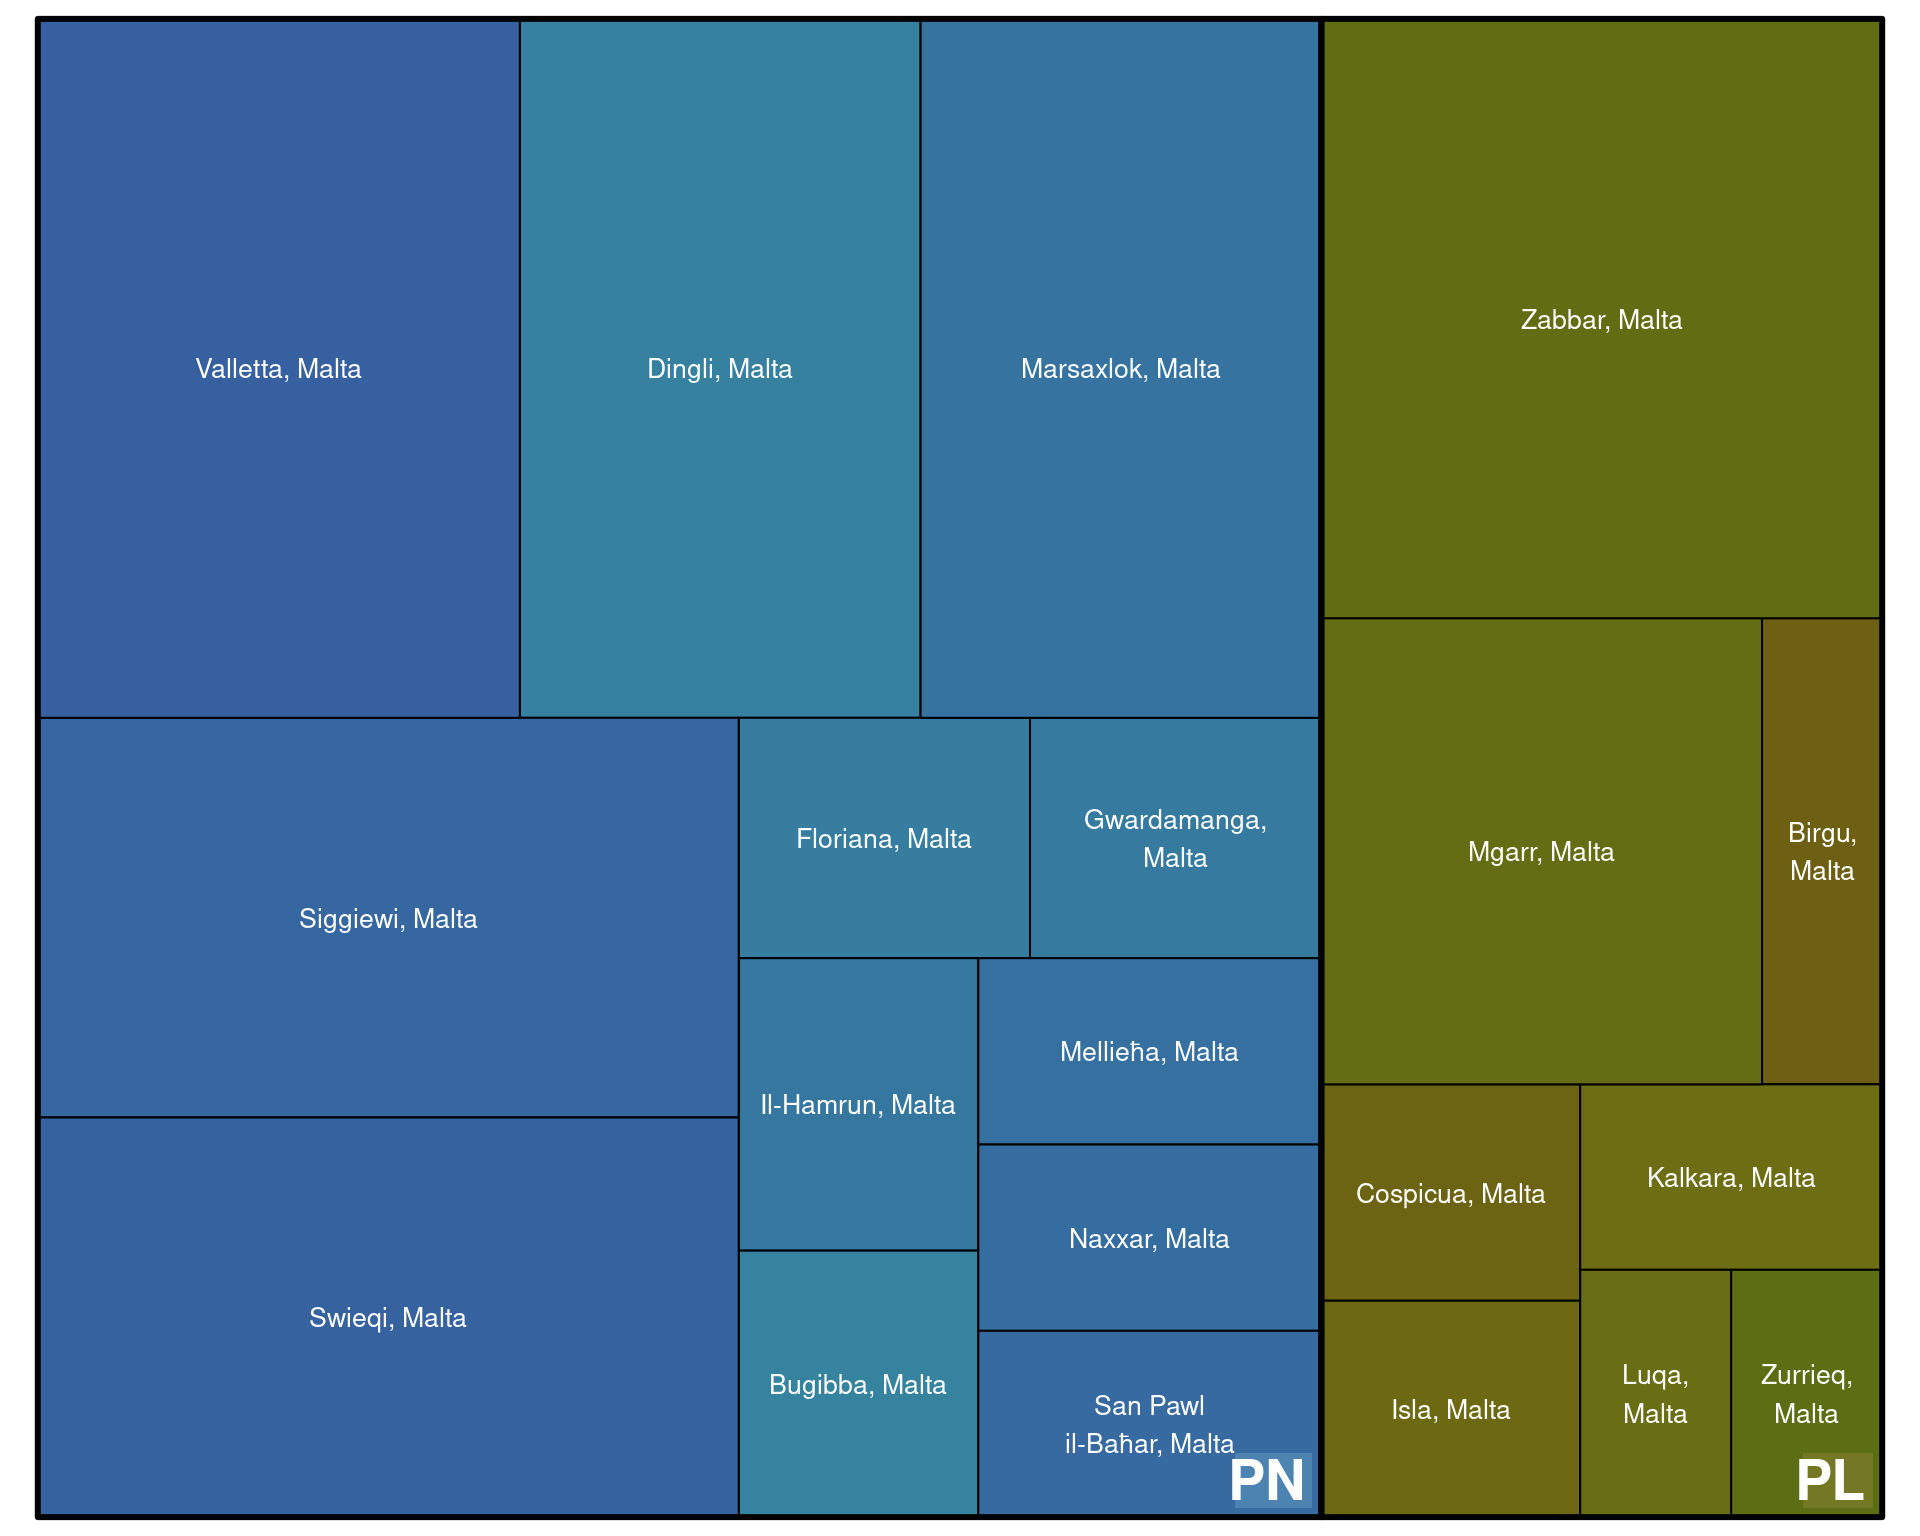 Valletta, Malta
Dingli, Malta
Marsaxlok, Malta
Zabbar, Malta
Siggiewi, Malta
Floriana, Malta
Gwardamanga,
Malta
Mgarr, Malta
Birgu,
Malta
Il-Hamrun, Malta
Mellieħa, Malta
Naxxar, Malta
Cospicua, Malta
Kalkara, Malta
Swieqi, Malta
Bugibba, Malta
San Pawl
il-Baħar, Malta
Isla, Malta
Luqa,
Malta
Zurrieq,
Malta
PN
PL